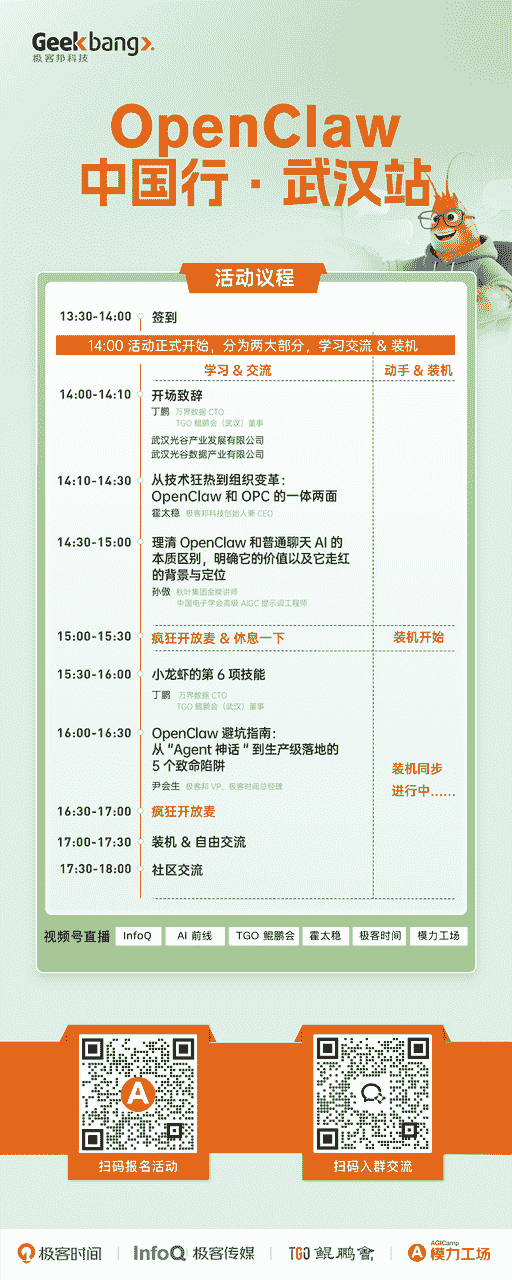 Geekbang>.
极客邦科技
OpenClaw
中国行 · 武汉站
活动议程
13:30-14:00 签到
14:00 活动正式开始，分为两大部分，学习交流 & 装机
学习 & 交流 动手 & 装机
14:00-14:10 开场致辞
丁鹏 万界数据 CTO
TGO 鲲鹏会（武汉）董事
武汉光谷产业发展有限公司
武汉光谷数据产业有限公司
14:10-14:30 从技术狂热到组织变革：
OpenClaw 和 OPC 的一体两面
霍太稳 极客邦科技创始人兼 CEO
14:30-15:00 理清 OpenClaw 和普通聊天 AI 的
本质区别，明确它的价值以及它走红
的背景与定位
孙傲 秋叶集团金牌讲师
中国电子学会高级 AIGC 提示词工程师
15:00-15:30 疯狂开放麦 & 休息一下 装机开始
15:30-16:00 小龙虾的第 6 项技能
丁鹏 万界数据 CTO
TGO 鲲鹏会（武汉）董事
16:00-16:30 OpenClaw 避坑指南：
从“Agent 神话”到生产级落地的
5 个致命陷阱
尹会生 极客邦 VP、极客时间总经理
装机同步
进行中……
16:30-17:00 疯狂开放麦
17:00-17:30 装机 & 自由交流
17:30-18:00 社区交流
视频号直播 InfoQ AI 前线 TGO 鲲鹏会 霍太稳 极客时间 模力工场
A
扫码报名活动 扫码入群交流
极客时间 InfoQ 极客传媒 TGO 鲲鹏會 AGICamp 模力工场